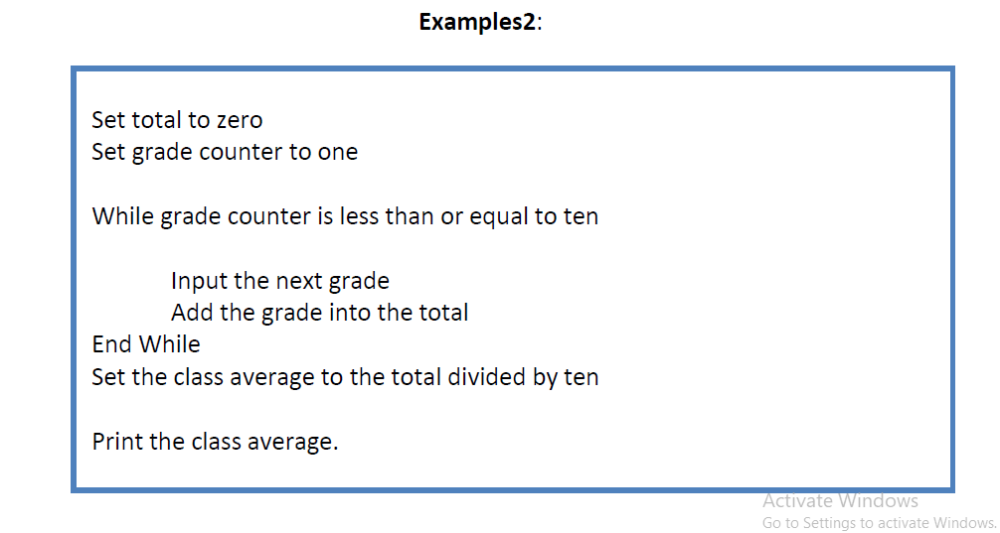 Examples2:
Set total to zero
Set grade counter to one
While grade counter is less than or equal to ten
Input the next grade
Add the grade into the total
End While
Set the class average to the total divided by ten
Print the class average.
Activate Windows
Go to Settings to activate Windows.